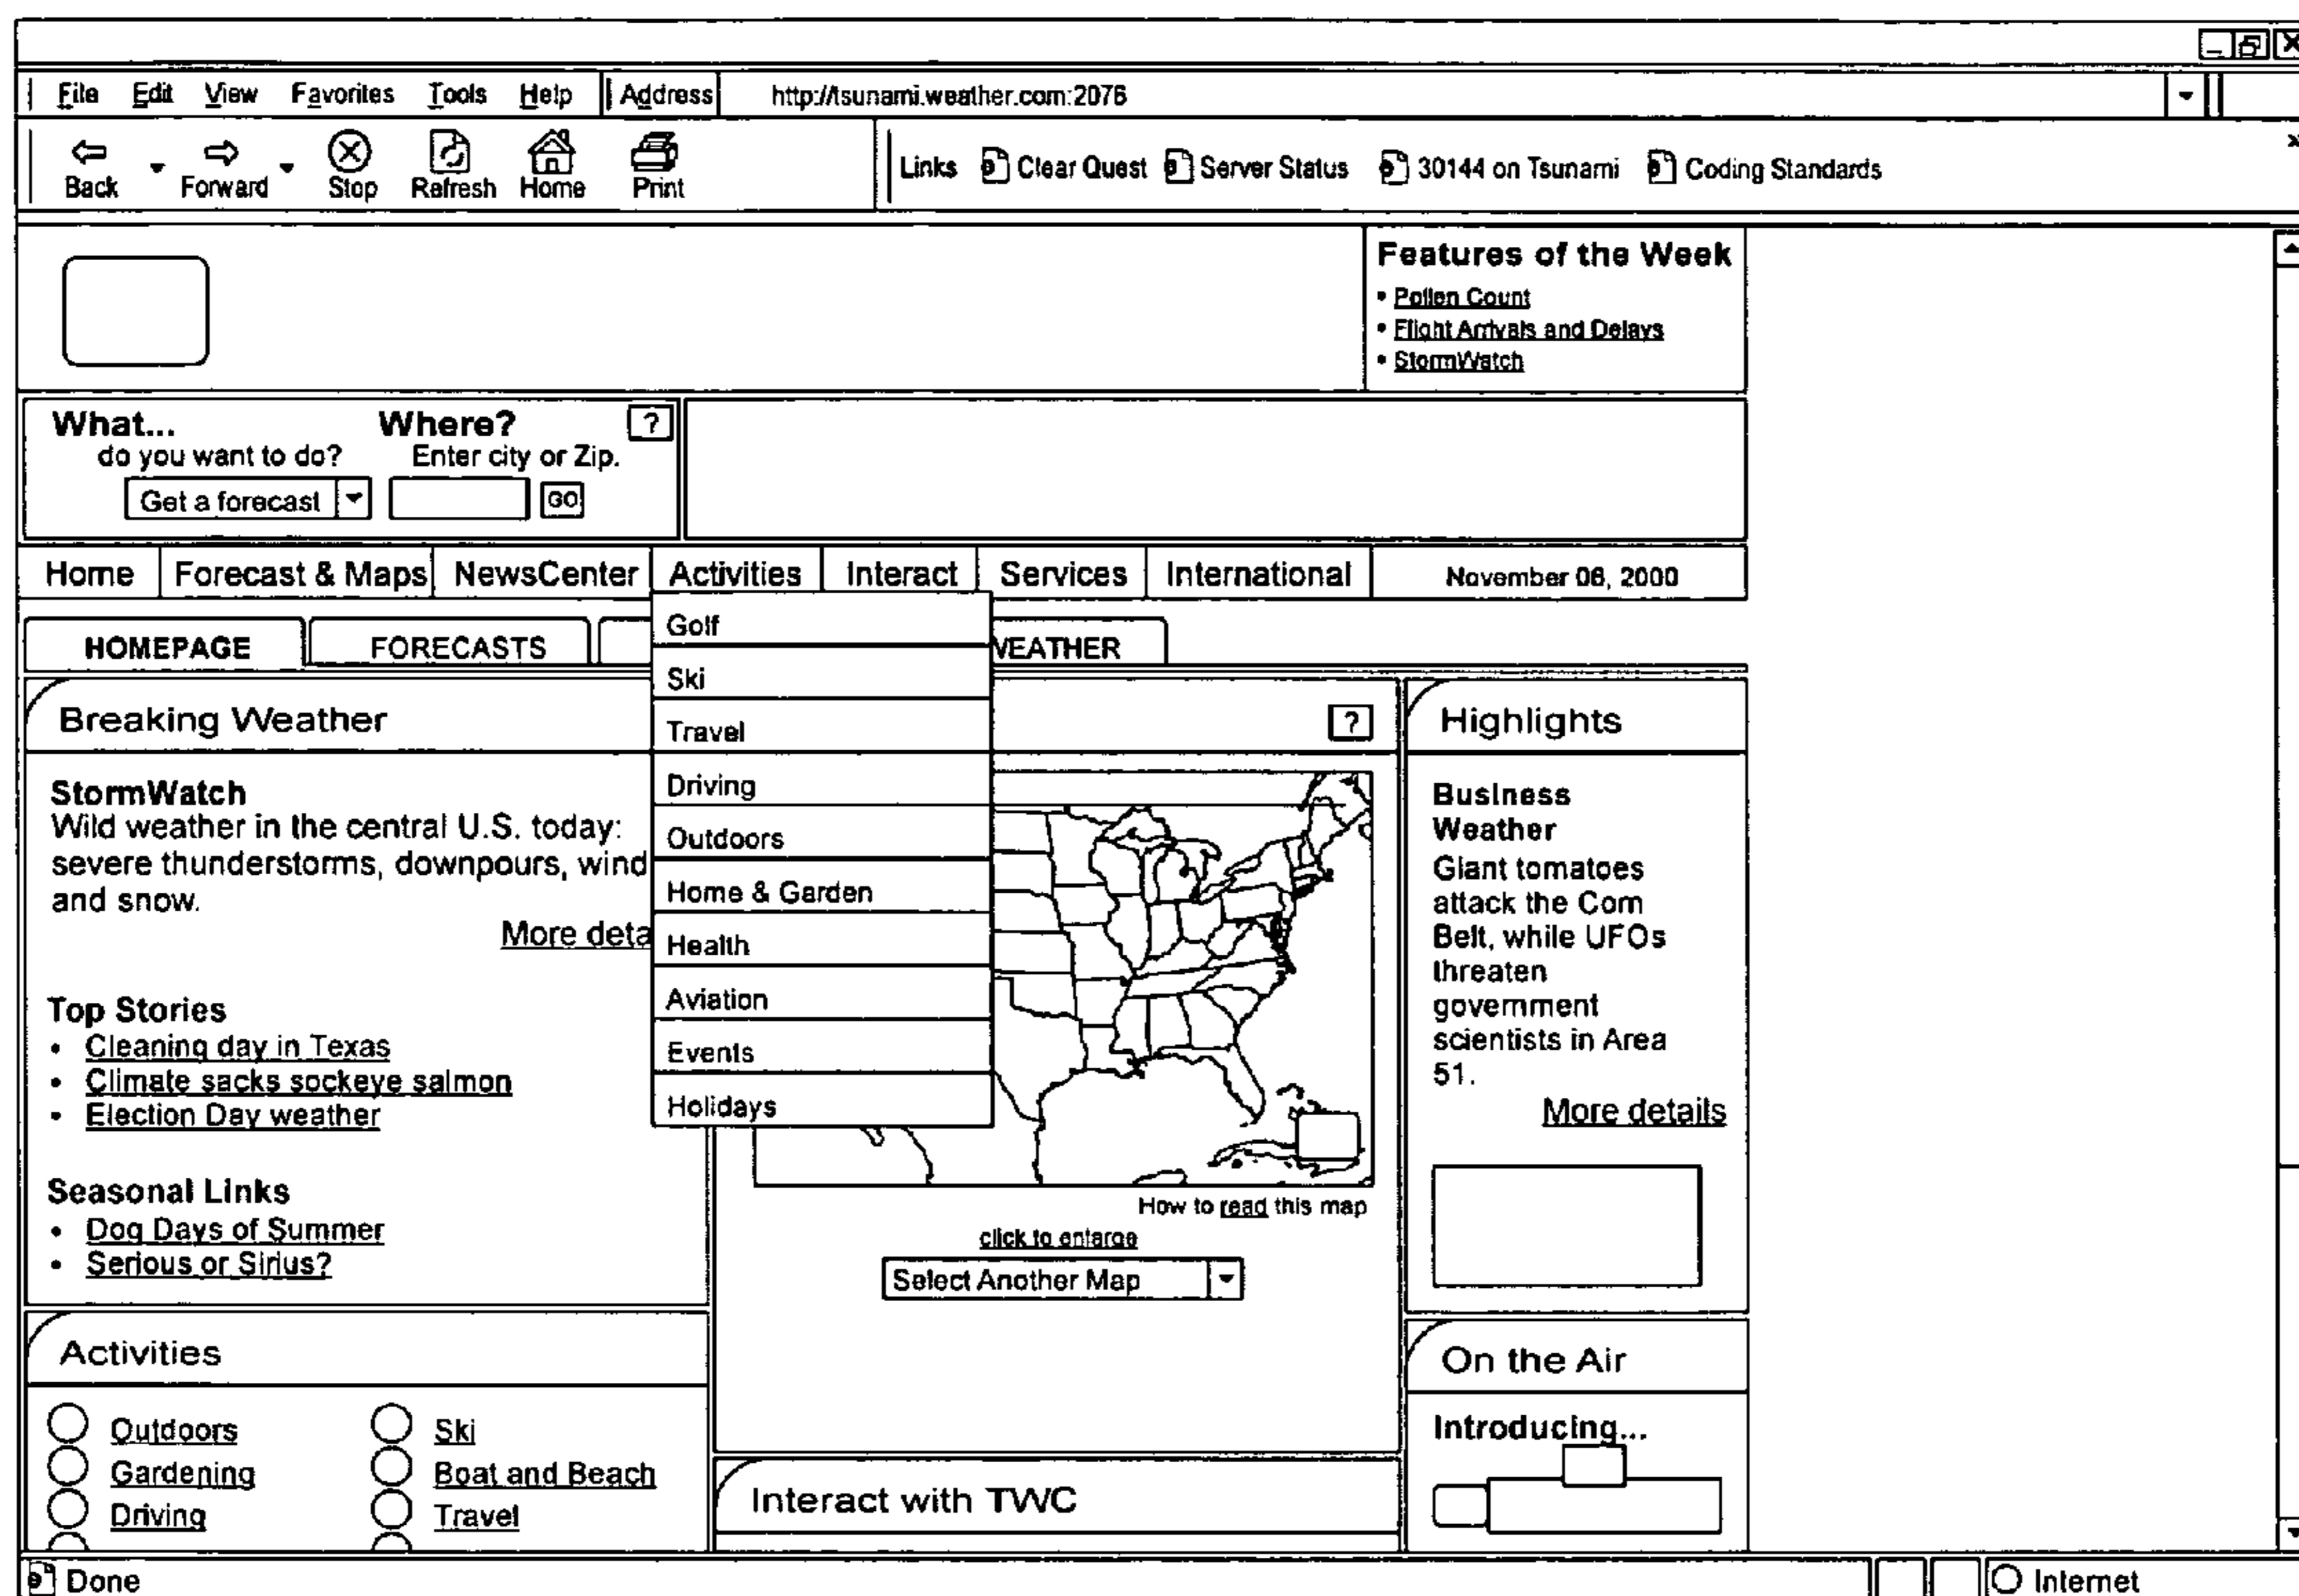 File Edit View Favorites Tools Help Address http://tsunami.weather.com:2076
Back Forward Stop Refresh Home Print Links Clear Quest Server Status 30144 on Tsunami Coding Standards
Features of the Week
• Pollen Count
• Flight Arrivals and Delays
• StormWatch
What... Where? ?
do you want to do? Enter city or Zip.
Get a forecast GO
Home Forecast & Maps NewsCenter Activities Interact Services International November 06, 2000
HOMEPAGE FORECASTS WEATHER
Golf
Ski
Travel
Driving
Outdoors
Home & Garden
Health
Aviation
Events
Holidays
Breaking Weather
StormWatch
Wild weather in the central U.S. today:
severe thunderstorms, downpours, wind
and snow.
More deta
Top Stories
• Cleaning day in Texas
• Climate sacks sockeye salmon
• Election Day weather
Seasonal Links
• Dog Days of Summer
• Serious or Sirius?
?
How to read this map
click to enlarge
Select Another Map
Highlights
Business
Weather
Giant tomatoes
attack the Corn
Belt, while UFOs
threaten
government
scientists in Area
51.
More details
Activities
Outdoors Ski
Gardening Boat and Beach
Driving Travel
Interact with TWC
On the Air
Introducing...
Done Internet